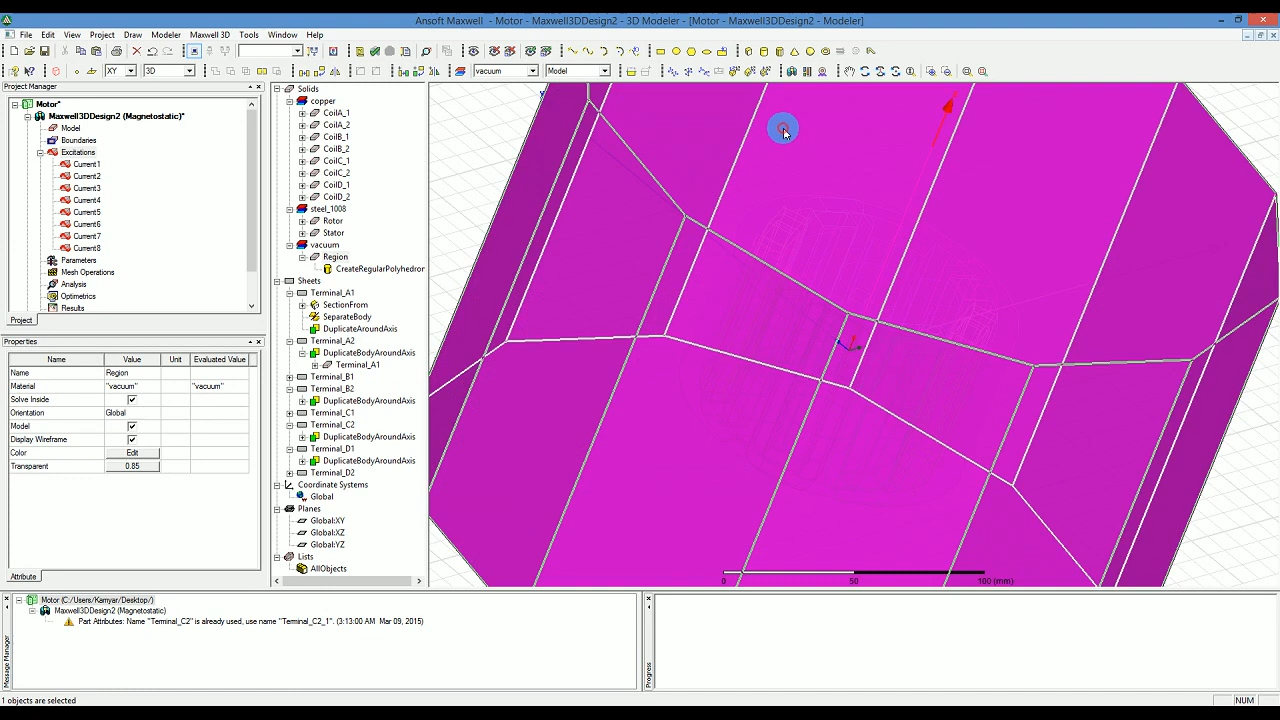 Ansoft Maxwell - Motor - Maxwell3DDesign2 - 3D Modeler - [Motor - Maxwell3DDesign2 - Modeler]
File Edit View Project Draw Modeler Maxwell 3D Tools Window Help
XY 3D vacuum Model
Project Manager
Motor*
Maxwell3DDesign2 (Magnetostatic)*
Model
Boundaries
Excitations
Current1
Current2
Current3
Current4
Current5
Current6
Current7
Current8
Parameters
Mesh Operations
Analysis
Optimetrics
Results
Project
Properties
Name Value Unit Evaluated Value
Name Region
Material "vacuum" "vacuum"
Solve Inside
Orientation Global
Model
Display Wireframe
Color Edit
Transparent 0.85
Attribute
Solids
copper
CoilA_1
CoilA_2
CoilB_1
CoilB_2
CoilC_1
CoilC_2
CoilD_1
CoilD_2
steel_1008
Rotor
Stator
vacuum
Region
CreateRegularPolyhedror
Sheets
Terminal_A1
SectionFrom
SeparateBody
DuplicateAroundAxis
Terminal_A2
DuplicateBodyAroundAxis
Terminal_A1
Terminal_B1
Terminal_B2
DuplicateBodyAroundAxis
Terminal_C1
Terminal_C2
DuplicateBodyAroundAxis
Terminal_D1
DuplicateBodyAroundAxis
Terminal_D2
Coordinate Systems
Global
Planes
Global:XY
Global:XZ
Global:YZ
Lists
AllObjects
0 50 100 (mm)
Message Manager
Motor (C:/Users/Kamyar/Desktop/)
Maxwell3DDesign2 (Magnetostatic)
Part Attributes: Name "Terminal_C2" is already used, use name "Terminal_C2_1". (3:13:00 AM Mar 09, 2015)
Progress
1 objects are selected
NUM